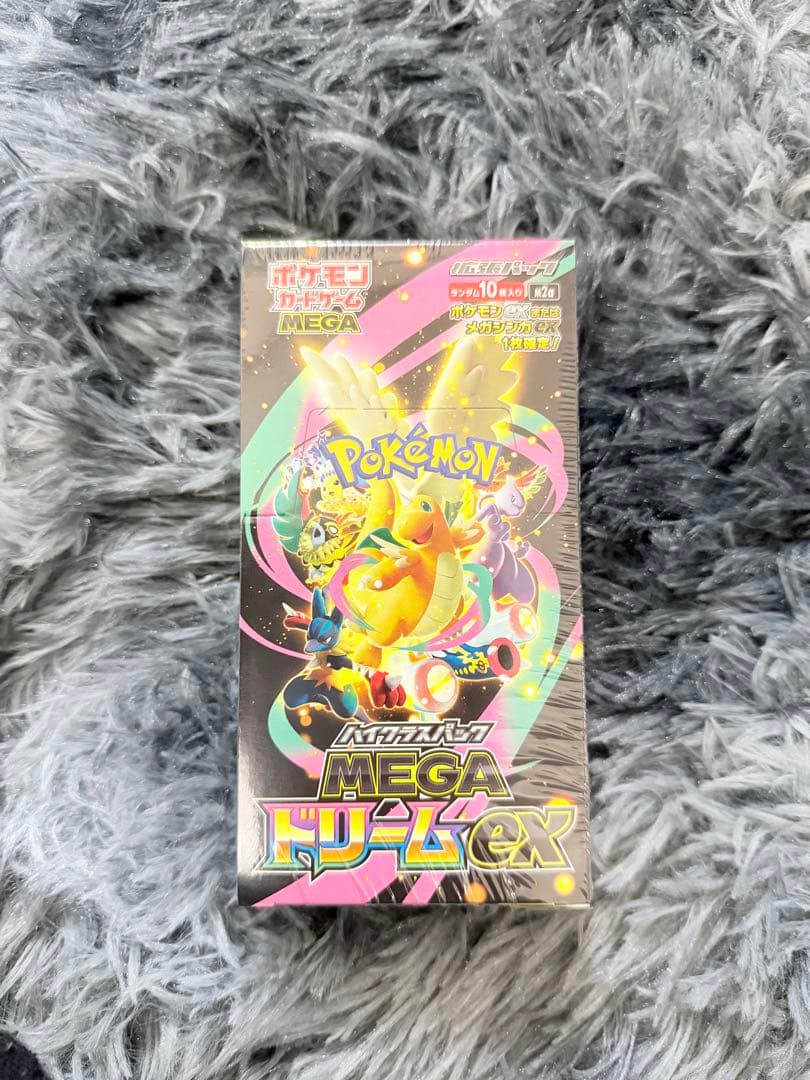 ポケモン
カードゲーム
MEGA
拡張パック
ランダム10枚入り M2a
ポケモンexまたは
メガシンカex
1枚確定!
POKéMON
ハイクラスパック
MEGA
ドリームex